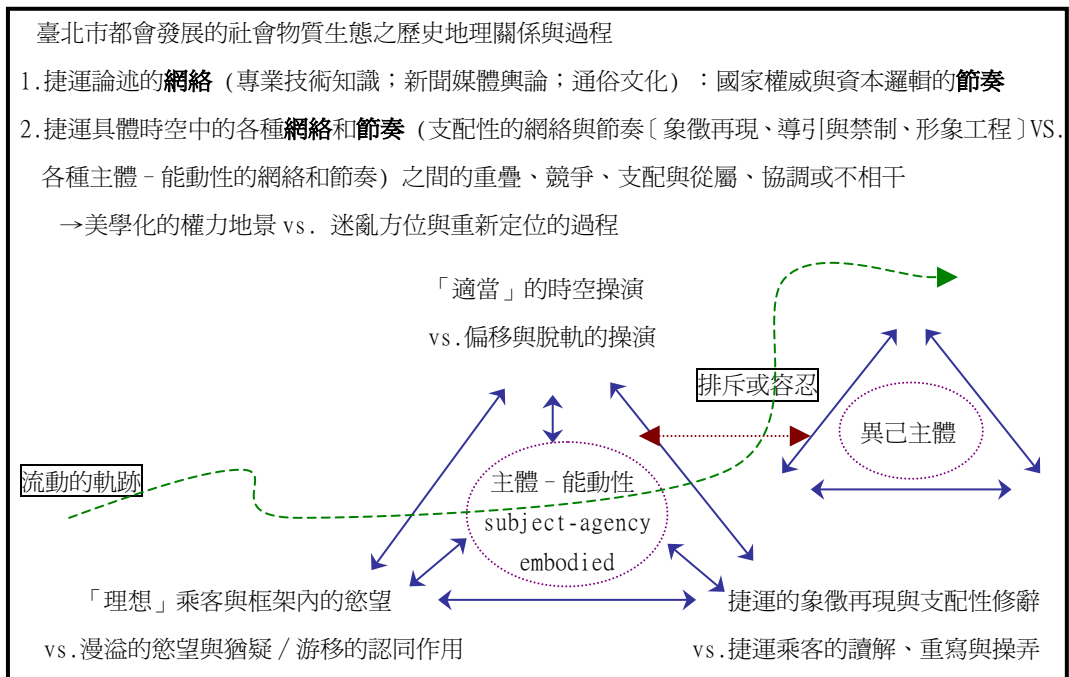 臺北市都會發展的社會物質生態之歷史地理關係與過程
1.捷運論述的網絡（專業技術知識；新聞媒體輿論；通俗文化）：國家權威與資本邏輯的節奏
2.捷運具體時空中的各種網絡和節奏（支配性的網絡與節奏〔象徵再現、導引與禁制、形象工程〕VS.
各種主體－能動性的網絡和節奏）之間的重疊、競爭、支配與從屬、協調或不相干
→美學化的權力地景 vs. 迷亂方位與重新定位的過程
「適當」的時空操演
vs.偏移與脫軌的操演
排斥或容忍
異己主體
流動的軌跡
主體－能動性
subject-agency
embodied
「理想」乘客與框架內的慾望
vs.漫溢的慾望與猶疑／游移的認同作用
捷運的象徵再現與支配性修辭
vs.捷運乘客的讀解、重寫與操弄